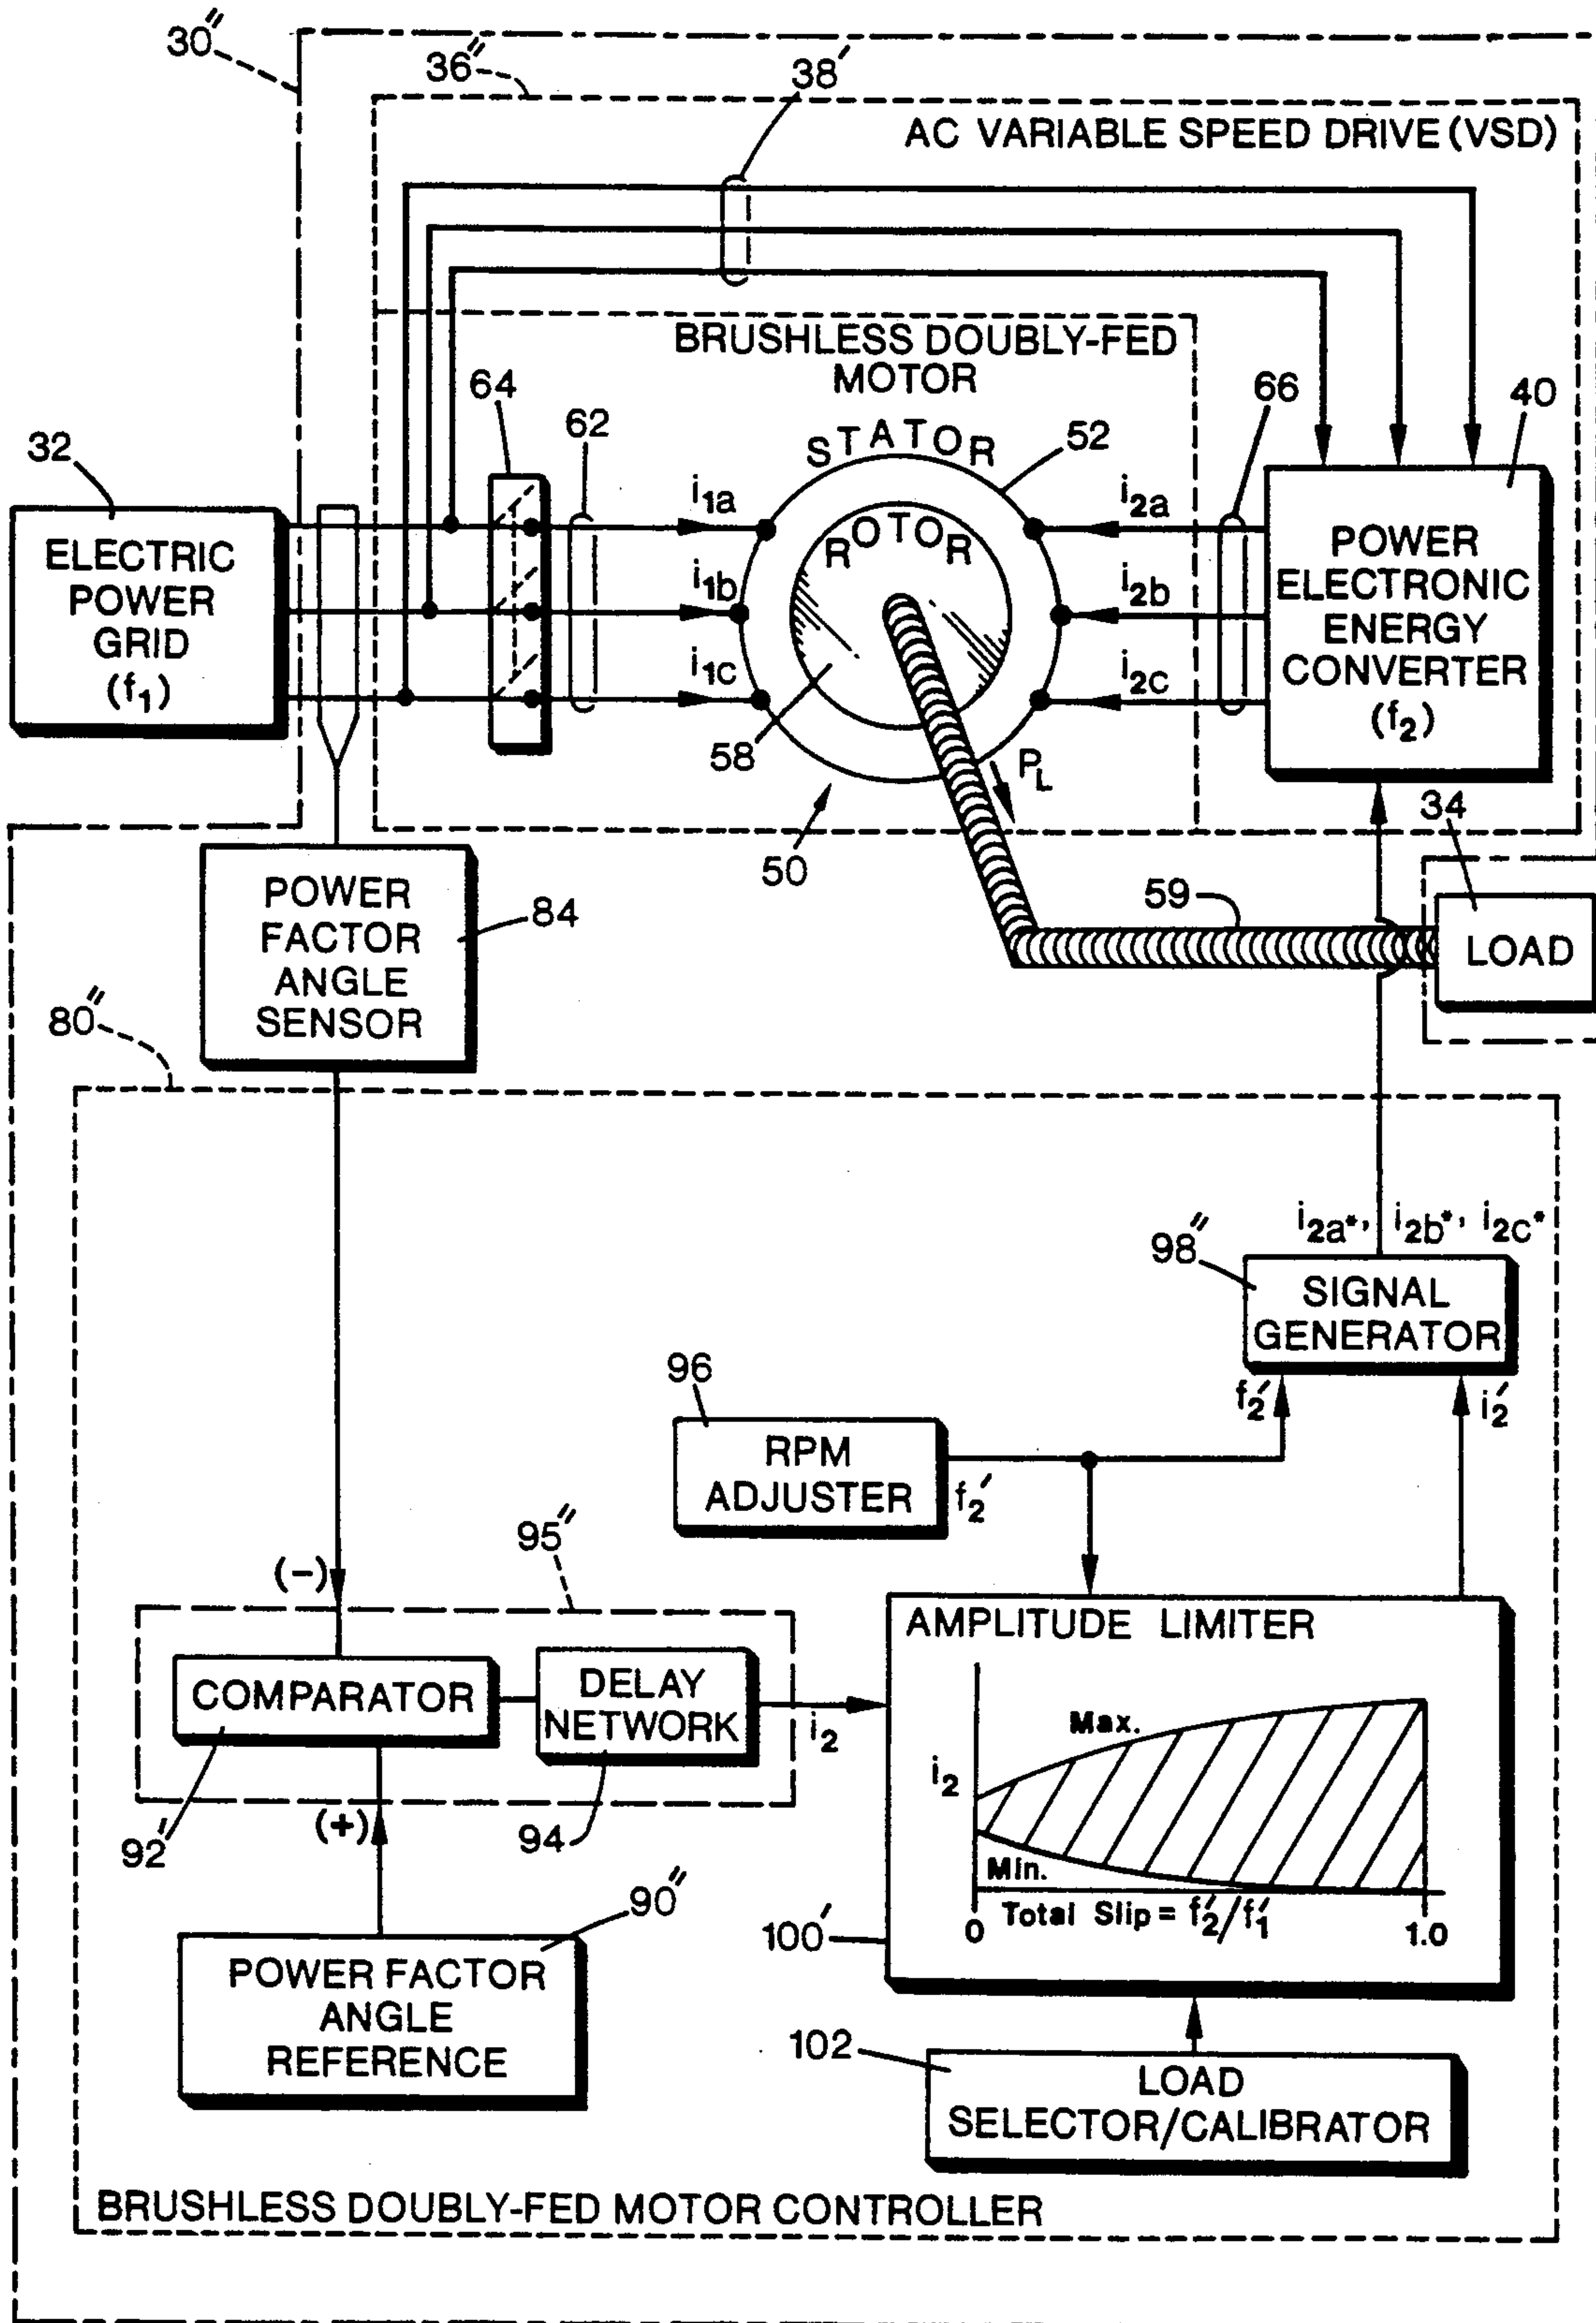 30″
36″
38′
AC VARIABLE SPEED DRIVE (VSD)
BRUSHLESS DOUBLY-FED
MOTOR
64
62
66
40
32
STATOR
52
ELECTRIC
POWER
GRID
(f1)
i1a
i1b
i1c
ROTOR
i2a
i2b
i2c
POWER
ELECTRONIC
ENERGY
CONVERTER
(f2)
58
PL
50
34
POWER
FACTOR
ANGLE
SENSOR
84
59
LOAD
80″
i2a*, i2b*, i2c*
98″
SIGNAL
GENERATOR
96
f2′
i2′
RPM
ADJUSTER
f2′
95″
(-)
AMPLITUDE LIMITER
COMPARATOR
DELAY
NETWORK
i2
Max.
i2
Min.
92′
(+)
94
Total Slip = f2′/f1′
0
1.0
90″
100′
POWER FACTOR
ANGLE
REFERENCE
102
LOAD
SELECTOR/CALIBRATOR
BRUSHLESS DOUBLY-FED MOTOR CONTROLLER